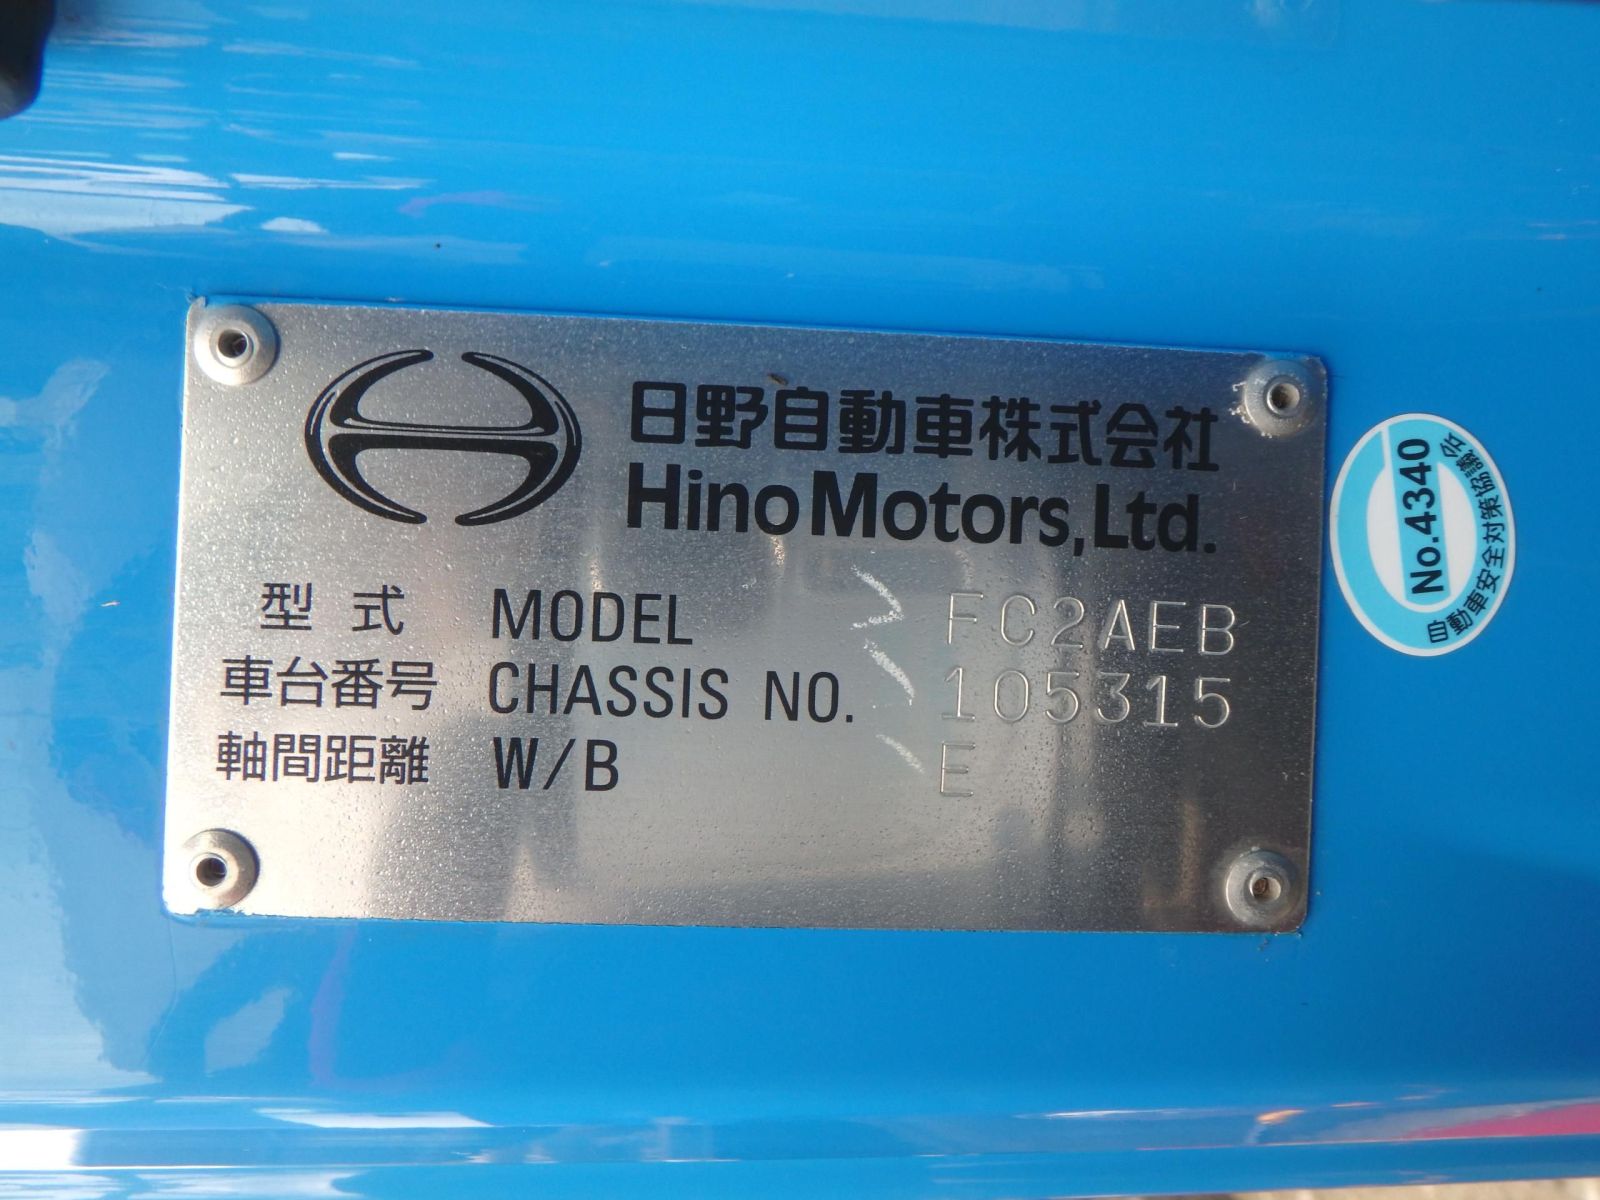 日野自動車株式会社
Hino Motors, Ltd.
型 式 MODEL FC2AEB
車台番号 CHASSIS NO. 105315
軸間距離 W/B E
No.4340
自動車安全対策協議会